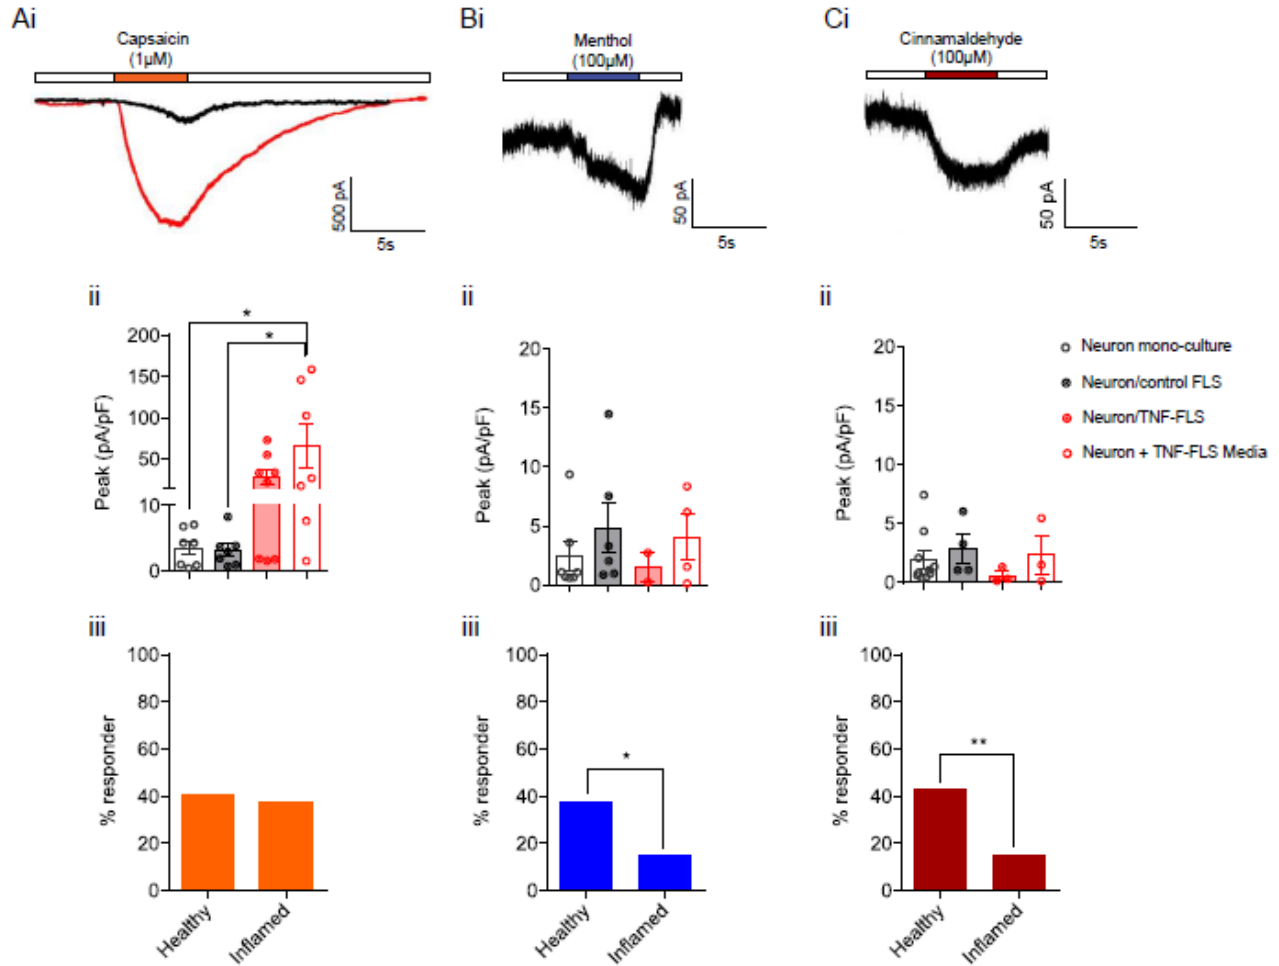 Ai
Capsaicin
(1μM)
500 pA
5s
Bi
Menthol
(100μM)
50 pA
5s
Ci
Cinnamaldehyde
(100μM)
50 pA
5s
ii
Peak (pA/pF)
200
150
100
50
10
0
*
*
ii
Peak (pA/pF)
20
15
10
5
0
ii
Peak (pA/pF)
20
15
10
5
0
Neuron mono-culture
Neuron/control FLS
Neuron/TNF-FLS
Neuron + TNF-FLS Media
iii
% responder
100
80
60
40
20
0
Healthy
Inflamed
iii
% responder
100
80
60
40
20
0
*
Healthy
Inflamed
iii
% responder
100
80
60
40
20
0
**
Healthy
Inflamed